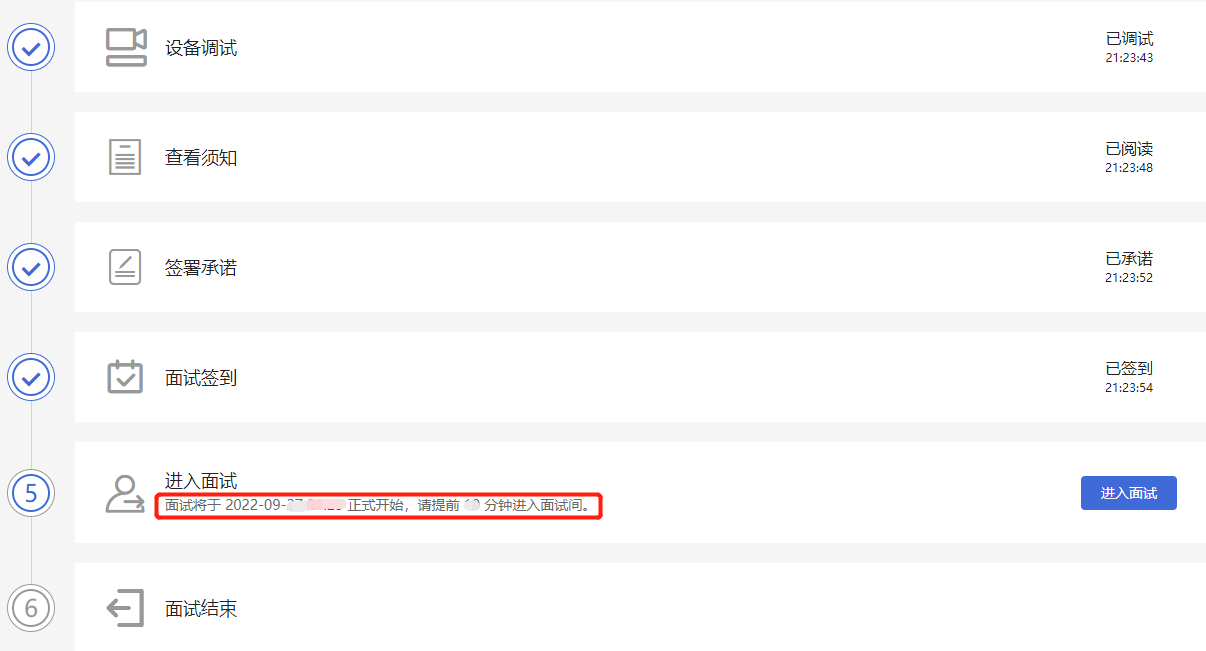 设备调试
已调试
21:23:43
查看须知
已阅读
21:23:48
签署承诺
已承诺
21:23:52
面试签到
已签到
21:23:54
5
进入面试
面试将于 2022-09- 正式开始，请提前 分钟进入面试间。
进入面试
6
面试结束